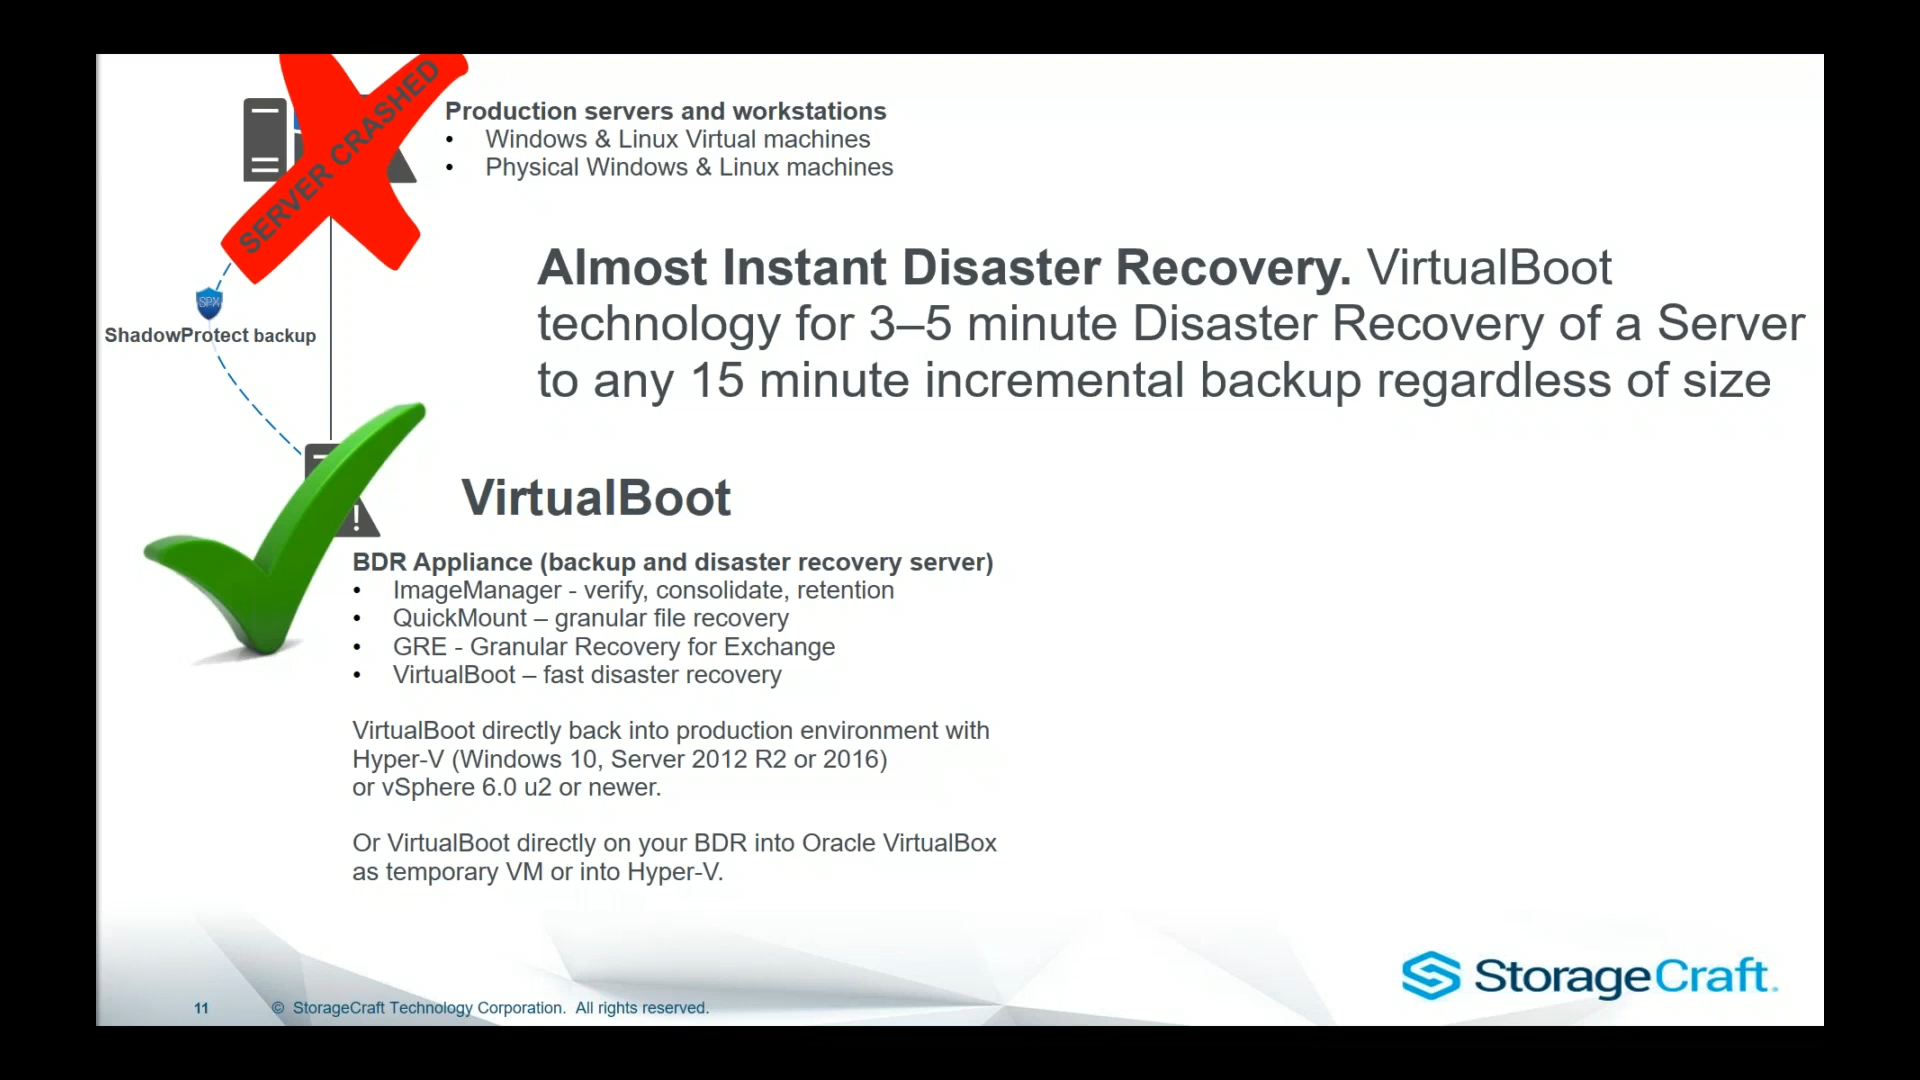 SERVER CRASHED
Production servers and workstations
• Windows & Linux Virtual machines
• Physical Windows & Linux machines
Almost Instant Disaster Recovery. VirtualBoot
technology for 3–5 minute Disaster Recovery of a Server
to any 15 minute incremental backup regardless of size
SPX
ShadowProtect backup
!
VirtualBoot
BDR Appliance (backup and disaster recovery server)
• ImageManager - verify, consolidate, retention
• QuickMount – granular file recovery
• GRE - Granular Recovery for Exchange
• VirtualBoot – fast disaster recovery
VirtualBoot directly back into production environment with
Hyper-V (Windows 10, Server 2012 R2 or 2016)
or vSphere 6.0 u2 or newer.
Or VirtualBoot directly on your BDR into Oracle VirtualBox
as temporary VM or into Hyper-V.
StorageCraft.
11 © StorageCraft Technology Corporation. All rights reserved.